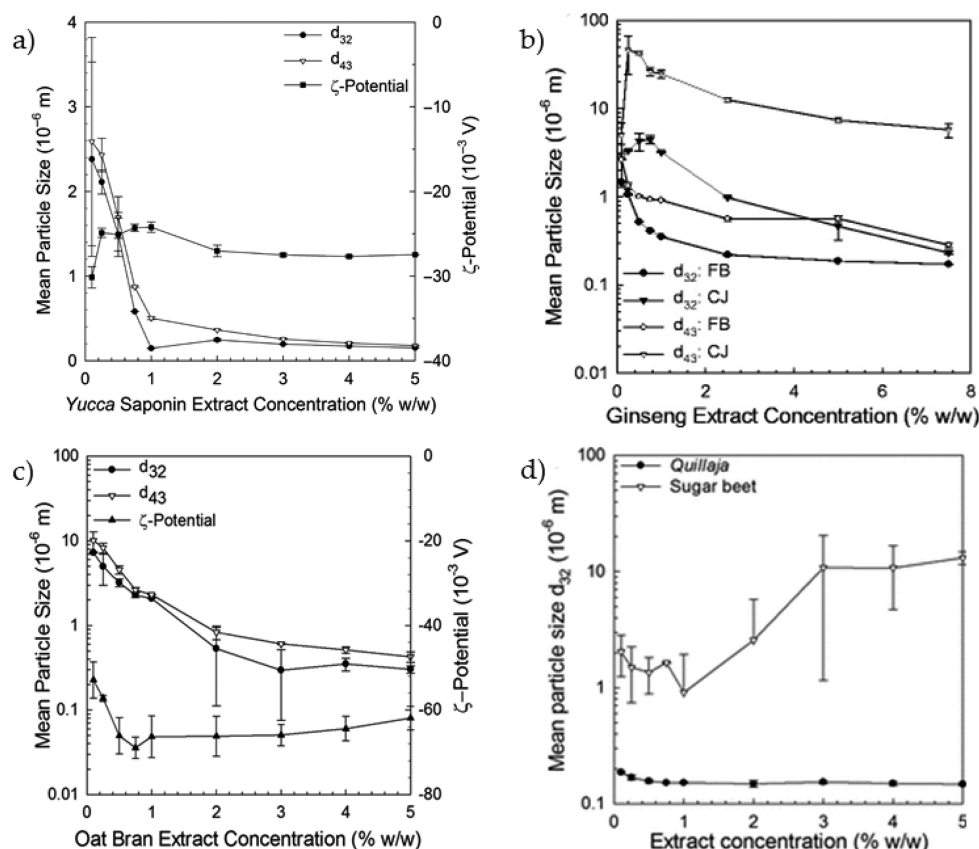 a)
d32
d43
ζ-Potential
4
3
2
1
0
Mean Particle Size (10-6 m)
0
−10
−20
−30
−40
ζ-Potential (10-3 V)
0 1 2 3 4 5
Yucca Saponin Extract Concentration (% w/w)
b)
100
10
1
0.1
0.01
Mean Particle Size (10-6 m)
d32: FB
d32: CJ
d43: FB
d43: CJ
0 2 4 6 8
Ginseng Extract Concentration (% w/w)
c)
d32
d43
ζ-Potential
100
10
1
0.1
0.01
Mean Particle Size (10-6 m)
0
-20
-40
-60
-80
ζ–Potential (10-3 V)
0 1 2 3 4 5
Oat Bran Extract Concentration (% w/w)
d)
Quillaja
Sugar beet
100
10
1
0.1
Mean particle size d32 (10-6 m)
0 1 2 3 4 5
Extract concentration (% w/w)